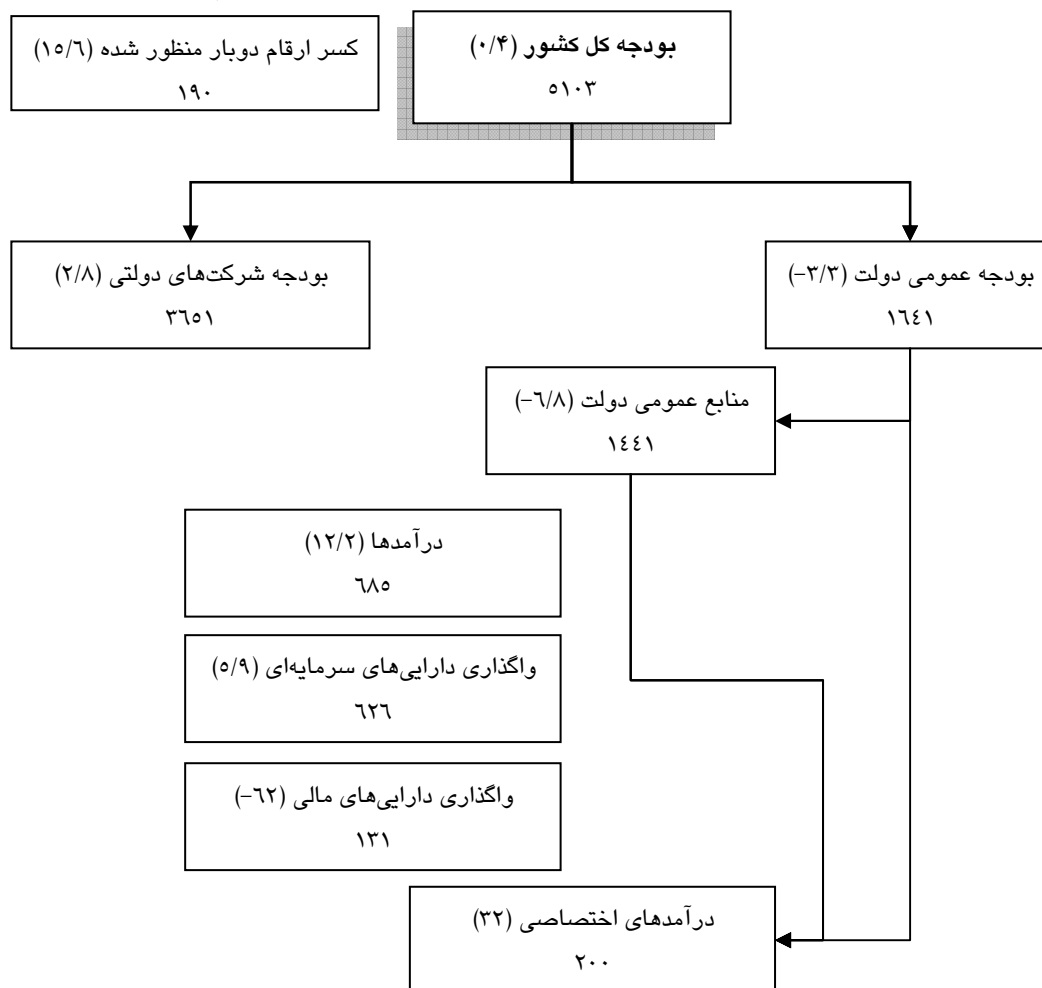 بودجه کل کشور (۰/۴)
۵۱۰۳
کسر ارقام دوبار منظور شده (۱۵/۶)
۱۹۰
بودجه عمومی دولت (۳/۳–)
۱۶۴۱
بودجه شرکت‌های دولتی (۲/۸)
۳۶۵۱
منابع عمومی دولت (۶/۸–)
۱۴۴۱
درآمدها (۱۲/۲)
۶۸۵
واگذاری دارایی‌های سرمایه‌ای (۵/۹)
۶۲۶
واگذاری دارایی‌های مالی (۶۲–)
۱۳۱
درآمدهای اختصاصی (۳۲)
۲۰۰